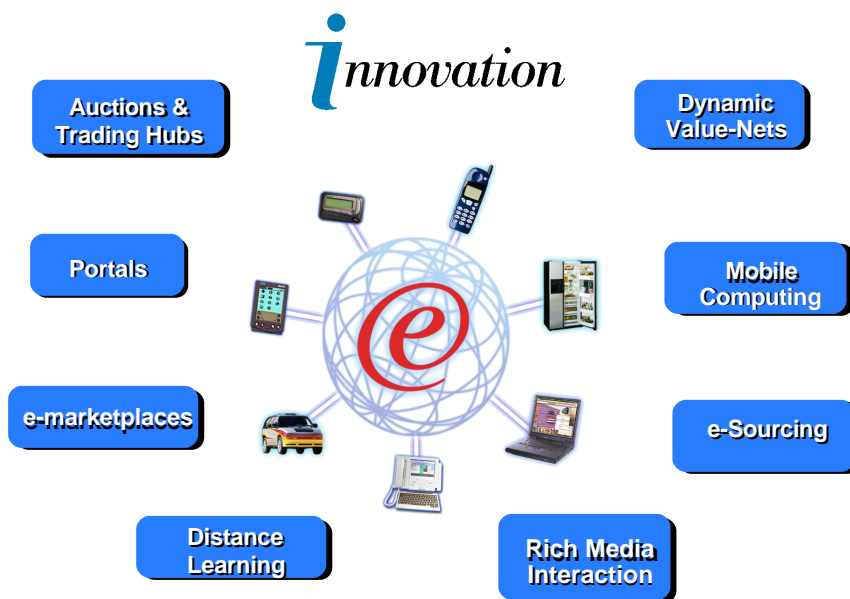 innovation
Auctions &
Trading Hubs
Dynamic
Value-Nets
Portals
Mobile
Computing
e
e-marketplaces
e-Sourcing
Distance
Learning
Rich Media
Interaction